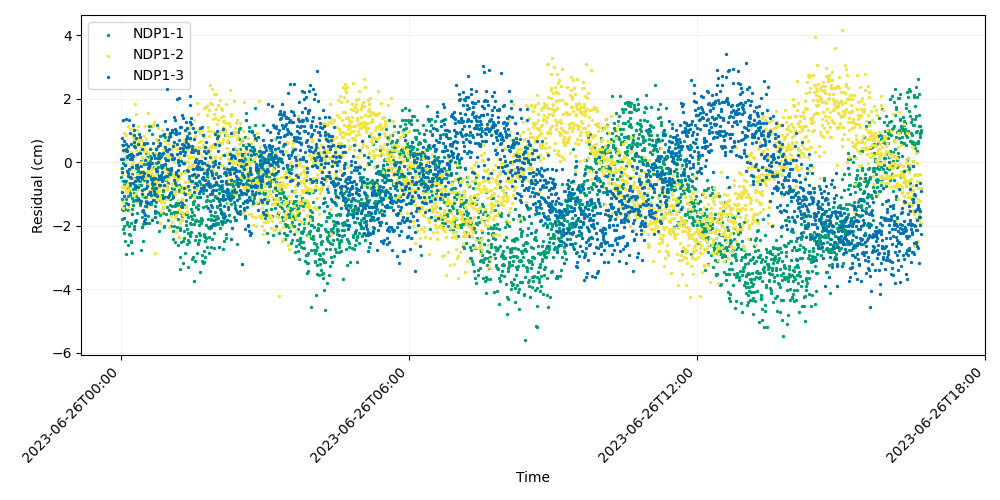 NDP1-1
NDP1-2
NDP1-3
4
2
0
−2
−4
−6
Residual (cm)
2023-06-26T00:00
2023-06-26T06:00
2023-06-26T12:00
2023-06-26T18:00
Time